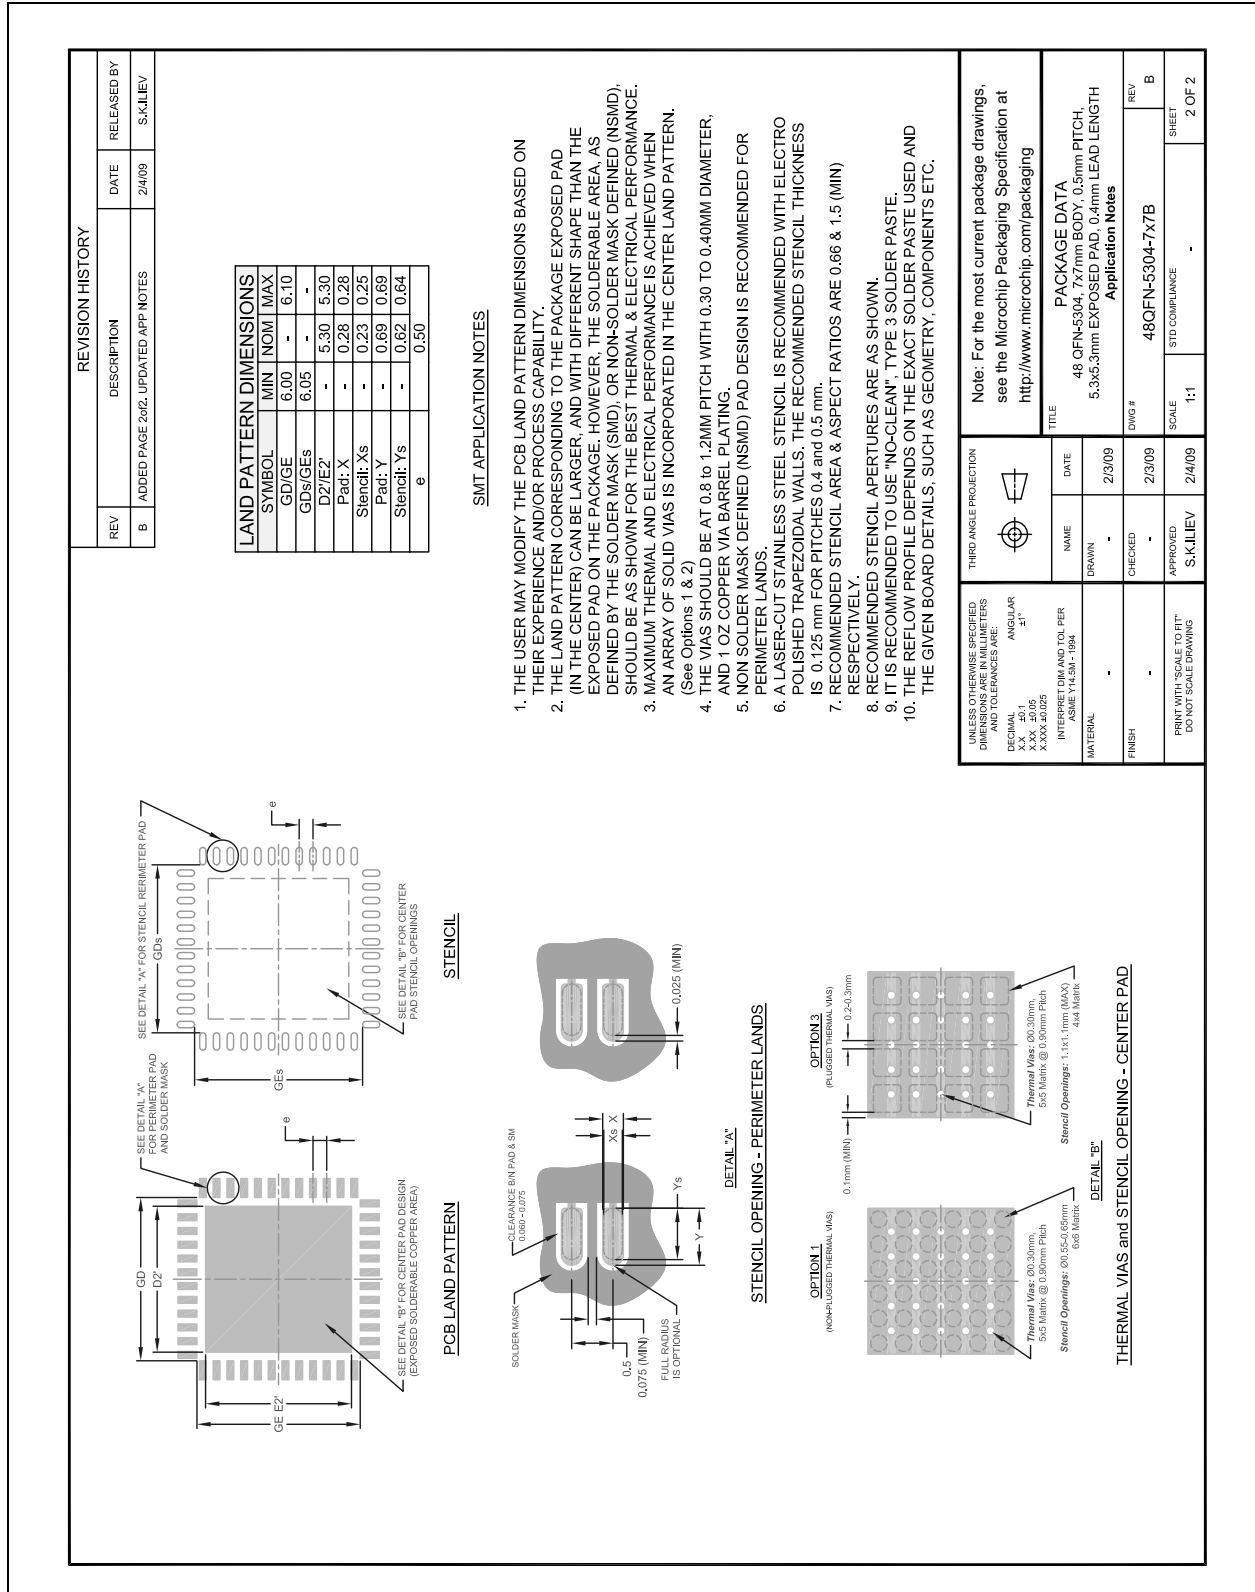 REVISION HISTORY
REV DESCRIPTION DATE RELEASED BY
B ADDED PAGE 2of2. UPDATED APP NOTES 2/4/09 S.K.ILIEV
LAND PATTERN DIMENSIONS
SYMBOL MIN NOM MAX
GD/GE 6.00 - 6.10
GDs/GEs 6.05 - -
D2'/E2' - 5.30 5.30
Pad: X - 0.28 0.28
Stencil: Xs - 0.23 0.25
Pad: Y - 0.69 0.69
Stencil: Ys - 0.62 0.64
e 0.50
SEE DETAIL "A"
FOR PERIMETER PAD
AND SOLDER MASK
GD
D2'
GE
E2'
e
SEE DETAIL "B" FOR CENTER PAD DESIGN
(EXPOSED SOLDERABLE COPPER AREA)
PCB LAND PATTERN
SEE DETAIL "A" FOR STENCIL RERIMETER PAD
GDs
GEs
e
SEE DETAIL "B" FOR CENTER
PAD STENCIL OPENINGS
STENCIL
SOLDER MASK
CLEARANCE B/N PAD & SM
0.060 - 0.075
Xs
X
Ys
Y
0.5
0.075 (MIN)
FULL RADIUS
IS OPTIONAL
0.025 (MIN)
DETAIL "A"
STENCIL OPENING - PERIMETER LANDS
OPTION 1
(NON-PLUGGED THERMAL VIAS)
Thermal Vias: Ø0.30mm,
5x5 Matrix @ 0.90mm Pitch
Stencil Openings: Ø0.55-0.65mm
6x6 Matrix
OPTION 3
(PLUGGED THERMAL VIAS)
0.1mm (MIN)
0.2-0.3mm
Thermal Vias: Ø0.30mm,
5x5 Matrix @ 0.90mm Pitch
Stencil Openings: 1.1x1.1mm (MAX)
4x4 Matrix
DETAIL "B"
THERMAL VIAS and STENCIL OPENING - CENTER PAD
SMT APPLICATION NOTES
1. THE USER MAY MODIFY THE PCB LAND PATTERN DIMENSIONS BASED ON
THEIR EXPERIENCE AND/OR PROCESS CAPABILITY.
2. THE LAND PATTERN CORRESPONDING TO THE PACKAGE EXPOSED PAD
(IN THE CENTER) CAN BE LARGER, AND WITH DIFFERENT SHAPE THAN THE
EXPOSED PAD ON THE PACKAGE. HOWEVER, THE SOLDERABLE AREA, AS
DEFINED BY THE SOLDER MASK (SMD), OR NON-SOLDER MASK DEFINED (NSMD),
SHOULD BE AS SHOWN FOR THE BEST THERMAL & ELECTRICAL PERFORMANCE.
3. MAXIMUM THERMAL AND ELECTRICAL PERFORMANCE IS ACHIEVED WHEN
AN ARRAY OF SOLID VIAS IS INCORPORATED IN THE CENTER LAND PATTERN.
(See Options 1 & 2)
4. THE VIAS SHOULD BE AT 0.8 to 1.2MM PITCH WITH 0.30 TO 0.40MM DIAMETER,
AND 1 OZ COPPER VIA BARREL PLATING.
5. NON SOLDER MASK DEFINED (NSMD) PAD DESIGN IS RECOMMENDED FOR
PERIMETER LANDS.
6. A LASER-CUT STAINLESS STEEL STENCIL IS RECOMMENDED WITH ELECTRO
POLISHED TRAPEZOIDAL WALLS. THE RECOMMENDED STENCIL THICKNESS
IS 0.125 mm FOR PITCHES 0.4 and 0.5 mm.
7. RECOMMENDED STENCIL AREA & ASPECT RATIOS ARE 0.66 & 1.5 (MIN)
RESPECTIVELY.
8. RECOMMENDED STENCIL APERTURES ARE AS SHOWN.
9. IT IS RECOMMENDED TO USE "NO-CLEAN", TYPE 3 SOLDER PASTE.
10. THE REFLOW PROFILE DEPENDS ON THE EXACT SOLDER PASTE USED AND
THE GIVEN BOARD DETAILS, SUCH AS GEOMETRY, COMPONENTS ETC.
UNLESS OTHERWISE SPECIFIED
DIMENSIONS ARE IN MILLIMETERS
AND TOLERANCES ARE:
DECIMAL ANGULAR
X.X ±0.1 ±1°
X.XX ±0.05
X.XXX ±0.025
INTERPRET DIM AND TOL PER
ASME Y14.5M - 1994
MATERIAL
-
FINISH
-
PRINT WITH "SCALE TO FIT"
DO NOT SCALE DRAWING
THIRD ANGLE PROJECTION
NAME DATE
DRAWN
- 2/3/09
CHECKED
- 2/3/09
APPROVED
S.K.ILIEV 2/4/09
Note: For the most current package drawings,
see the Microchip Packaging Specification at
http://www.microchip.com/packaging
TITLE
PACKAGE DATA
48 QFN-5304, 7x7mm BODY, 0.5mm PITCH,
5.3x5.3mm EXPOSED PAD, 0.4mm LEAD LENGTH
Application Notes
DWG # REV
48QFN-5304-7x7B B
SCALE STD COMPLIANCE SHEET
1:1 - 2 OF 2